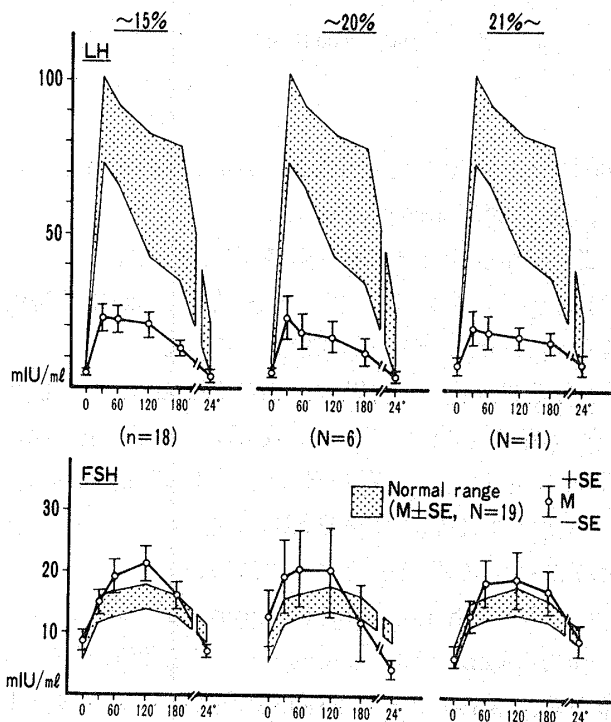 ~15% ~20% 21%~
LH
100
50
mIU/ml
0 60 120 180 24°
0 60 120 180 24°
0 60 120 180 24°
(n=18) (N=6) (N=11)
FSH
30
20
10
mIU/ml
Normal range
(M±SE, N=19)
+SE
M
−SE
0 60 120 180 24°
0 60 120 180 24°
0 60 120 180 24°